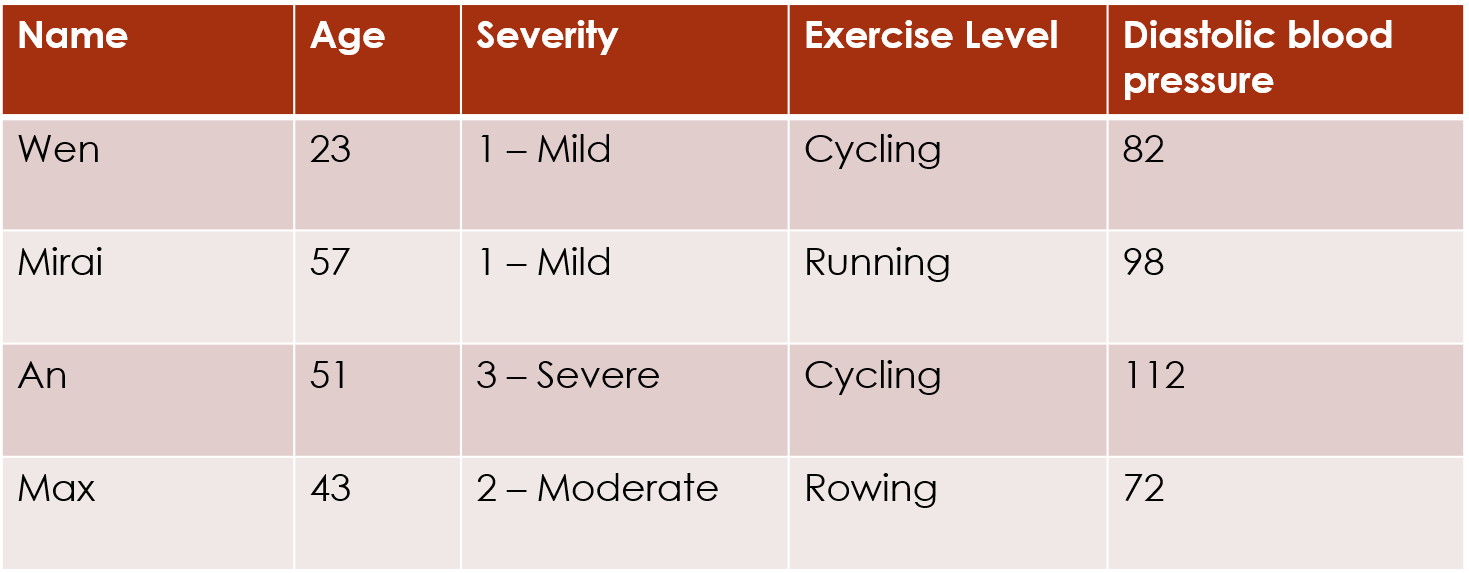 Name Age Severity Exercise Level Diastolic blood
pressure
Wen 23 1 – Mild Cycling 82
Mirai 57 1 – Mild Running 98
An 51 3 – Severe Cycling 112
Max 43 2 – Moderate Rowing 72